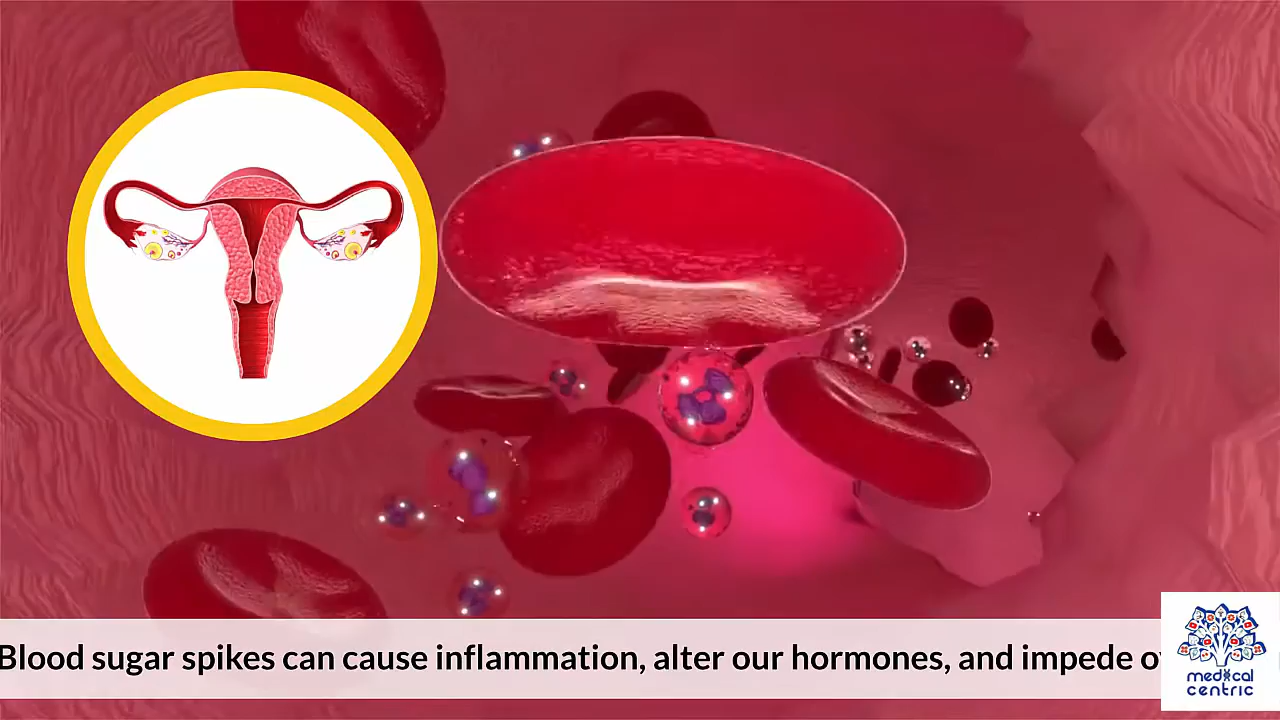 Blood sugar spikes can cause inflammation, alter our hormones, and impede
medical
centric